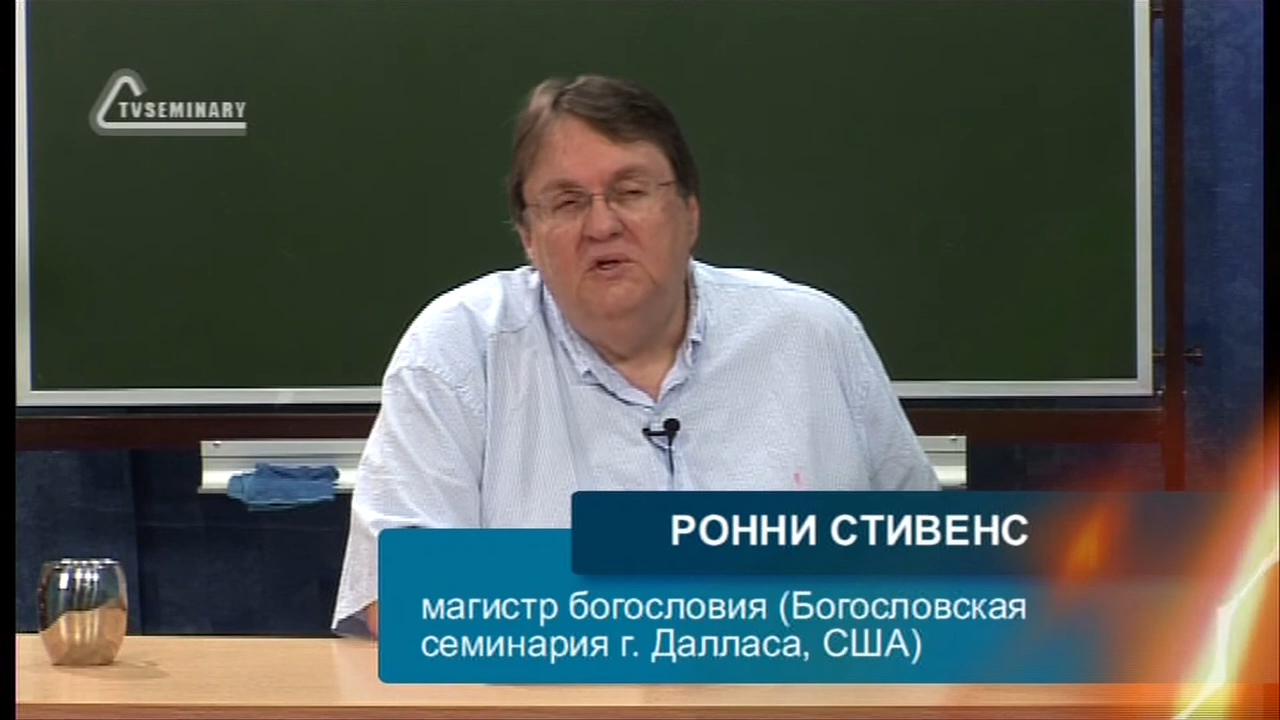 TVSEMINARY
РОННИ СТИВЕНС
магистр богословия (Богословская
семинария г. Далласа, США)